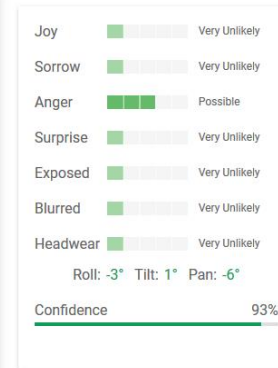 Joy Very Unlikely
Sorrow Very Unlikely
Anger Possible
Surprise Very Unlikely
Exposed Very Unlikely
Blurred Very Unlikely
Headwear Very Unlikely
Roll: -3° Tilt: 1° Pan: -6°
Confidence 93%